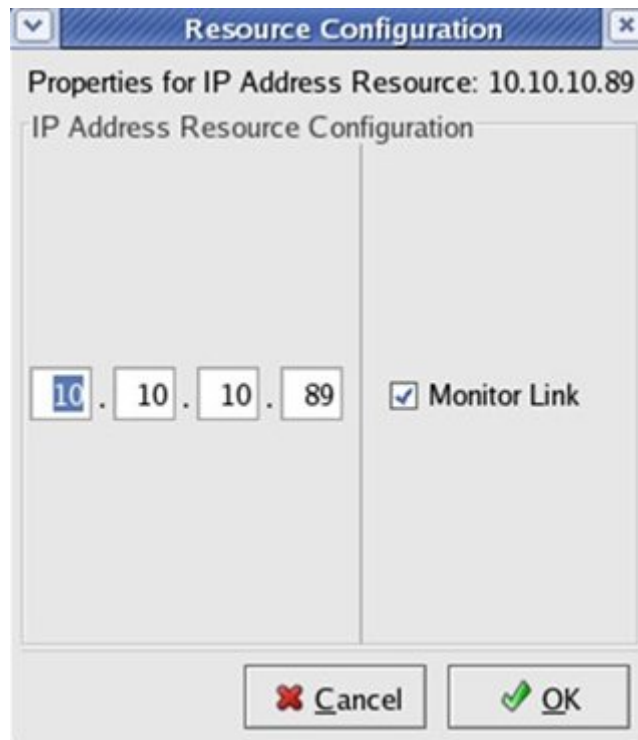 Resource Configuration
Properties for IP Address Resource: 10.10.10.89
IP Address Resource Configuration
10 . 10 . 10 . 89
Monitor Link
Cancel
OK